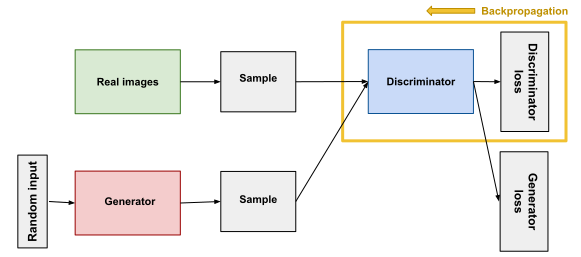 Backpropagation
Real images
Sample
Discriminator
Discriminator
loss
Random input
Generator
Sample
Generator
loss